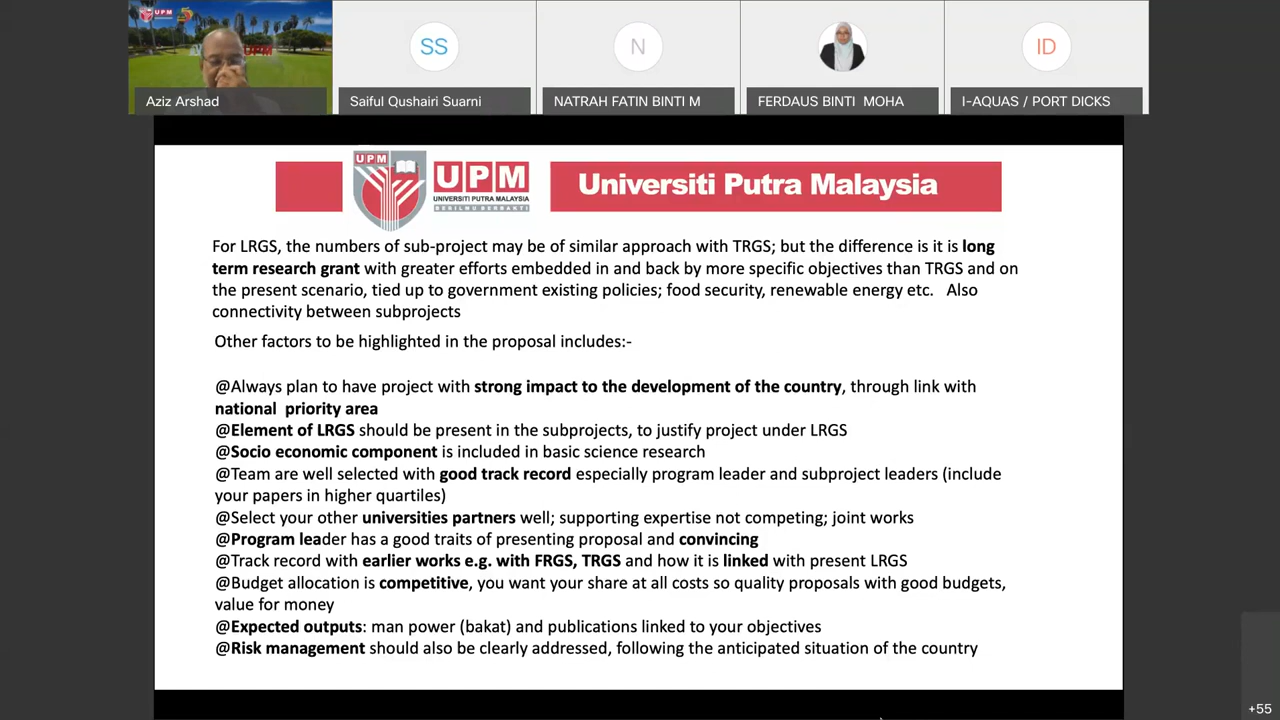 UPM
UPM
SS
N
ID
Aziz Arshad
Saiful Qushairi Suarni
NATRAH FATIN BINTI M
FERDAUS BINTI MOHA
I-AQUAS / PORT DICKS
UPM
UPM
UNIVERSITI PUTRA MALAYSIA
BERILMU BERBAKTI
Universiti Putra Malaysia
For LRGS, the numbers of sub-project may be of similar approach with TRGS; but the difference is it is long
term research grant with greater efforts embedded in and back by more specific objectives than TRGS and on
the present scenario, tied up to government existing policies; food security, renewable energy etc. Also
connectivity between subprojects
Other factors to be highlighted in the proposal includes:-
@Always plan to have project with strong impact to the development of the country, through link with
national priority area
@Element of LRGS should be present in the subprojects, to justify project under LRGS
@Socio economic component is included in basic science research
@Team are well selected with good track record especially program leader and subproject leaders (include
your papers in higher quartiles)
@Select your other universities partners well; supporting expertise not competing; joint works
@Program leader has a good traits of presenting proposal and convincing
@Track record with earlier works e.g. with FRGS, TRGS and how it is linked with present LRGS
@Budget allocation is competitive, you want your share at all costs so quality proposals with good budgets,
value for money
@Expected outputs: man power (bakat) and publications linked to your objectives
@Risk management should also be clearly addressed, following the anticipated situation of the country
+55